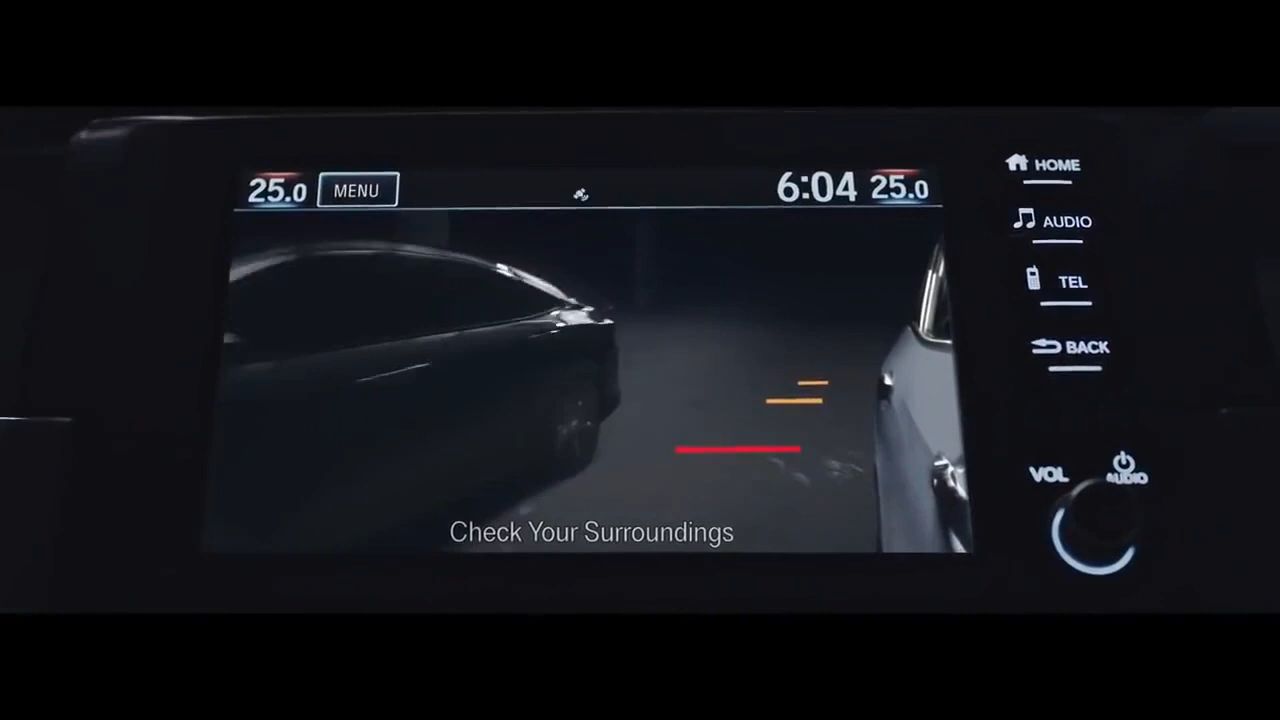 25.0 MENU 6:04 25.0
HOME
AUDIO
TEL
BACK
VOL
AUDIO
Check Your Surroundings